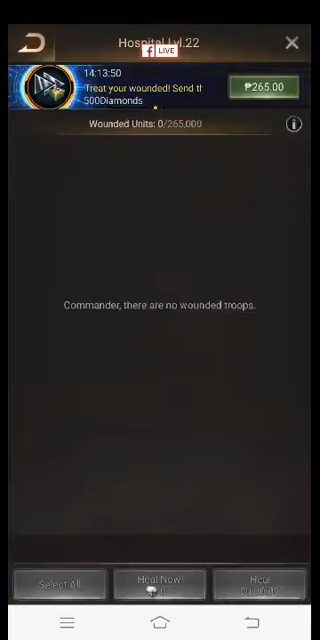 Hospital Lvl.22
LIVE
14:13:50
Treat your wounded! Send th
500Diamonds
₱265.00
Wounded Units: 0/265,000
Commander, there are no wounded troops.
Select All
Heal Now!
Heal